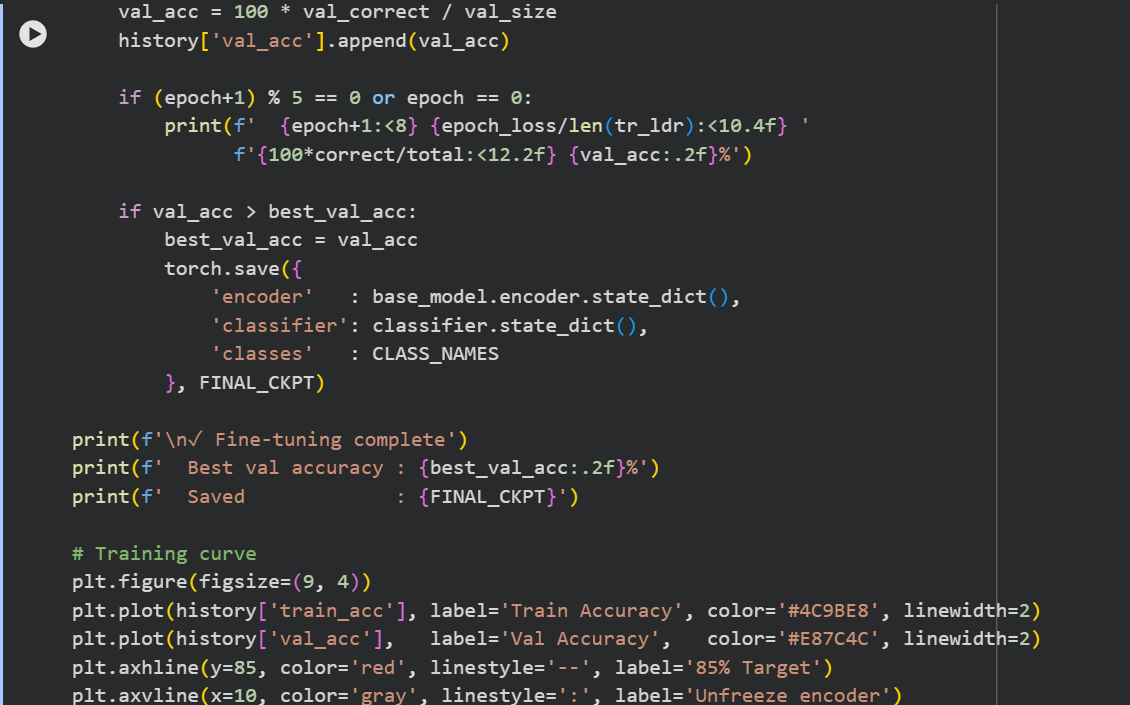 val_acc = 100 * val_correct / val_size
history['val_acc'].append(val_acc)
if (epoch+1) % 5 == 0 or epoch == 0:
print(f'  {epoch+1:<8} {epoch_loss/len(tr_ldr):<10.4f} '
f'{100*correct/total:<12.2f} {val_acc:.2f}%')
if val_acc > best_val_acc:
best_val_acc = val_acc
torch.save({
'encoder'   : base_model.encoder.state_dict(),
'classifier': classifier.state_dict(),
'classes'   : CLASS_NAMES
}, FINAL_CKPT)
print(f'\n✓ Fine-tuning complete')
print(f'  Best val accuracy : {best_val_acc:.2f}%')
print(f'  Saved             : {FINAL_CKPT}')
# Training curve
plt.figure(figsize=(9, 4))
plt.plot(history['train_acc'], label='Train Accuracy', color='#4C9BE8', linewidth=2)
plt.plot(history['val_acc'],   label='Val Accuracy',   color='#E87C4C', linewidth=2)
plt.axhline(y=85, color='red', linestyle='--', label='85% Target')
plt.axvline(x=10, color='gray', linestyle=':', label='Unfreeze encoder')